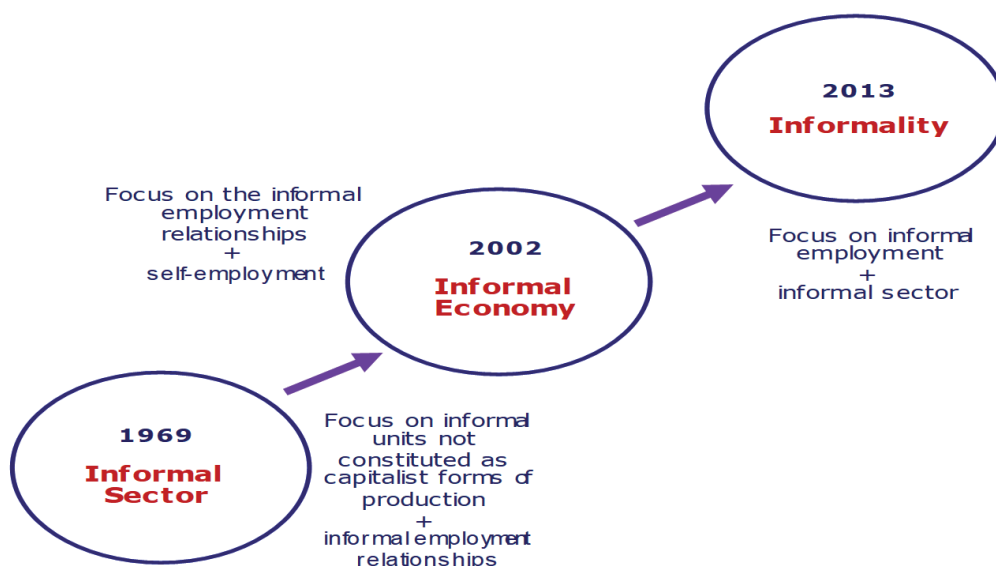 2013
Informality
Focus on informal
employment
+
informal sector
Focus on the informal
employment
relationships
+
self-employment
2002
Informal
Economy
1969
Informal
Sector
Focus on informal
units not
constituted as
capitalist forms of
production
+
informal employment
relationships